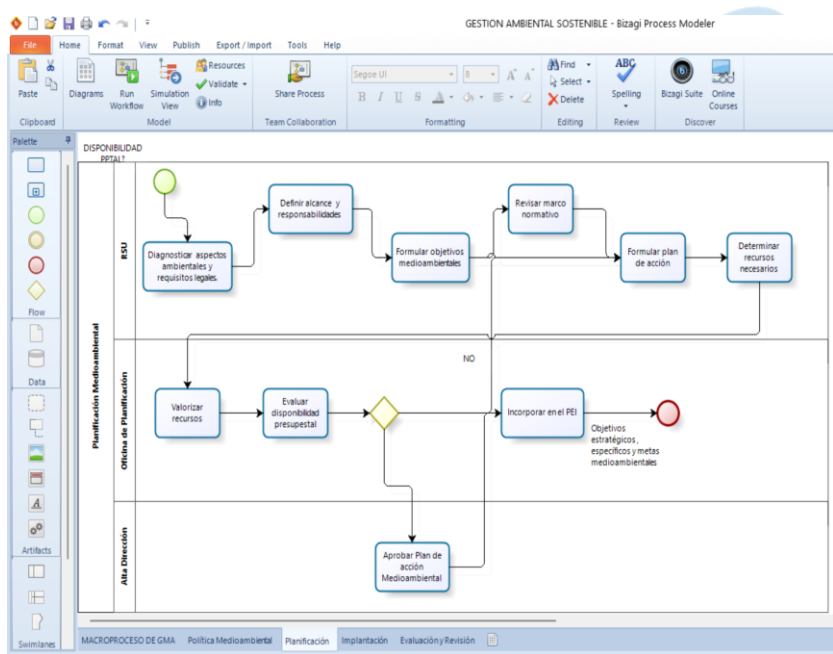 GESTION AMBIENTAL SOSTENIBLE - Bizagi Process Modeler
File Home Format View Publish Export / Import Tools Help
Paste
Clipboard
Diagrams
Run
Workflow
Simulation
View
Resources
Validate
Info
Model
Share Process
Team Collaboration
Segoe UI
8
B I U S A
Formatting
Find
Select
Delete
Editing
ABC
Spelling
Review
Bizagi Suite
Online
Courses
Discover
Palette
Flow
Data
Artifacts
Swimlanes
DISPONIBILIDAD
PPTAL?
Planificación Medioambiental
RSU
Diagnosticar aspectos
ambientales y
requisitos legales.
Definir alcance y
responsabilidades
Formular objetivos
medioambientales
Revisar marco
normativo
Formular plan
de acción
Determinar
recursos
necesarios
Oficina de Planificación
Valorizar
recursos
Evaluar
disponibilidad
presupestal
NO
Incorporar en el PEI
Objetivos
estratégicos,
específicos y metas
medioambientales
Alta Dirección
Aprobar Plan de
acción
Medioambiental
MACROPROCESO DE GMA Política Medioambiental Planificación Implantación Evaluación y Revisión